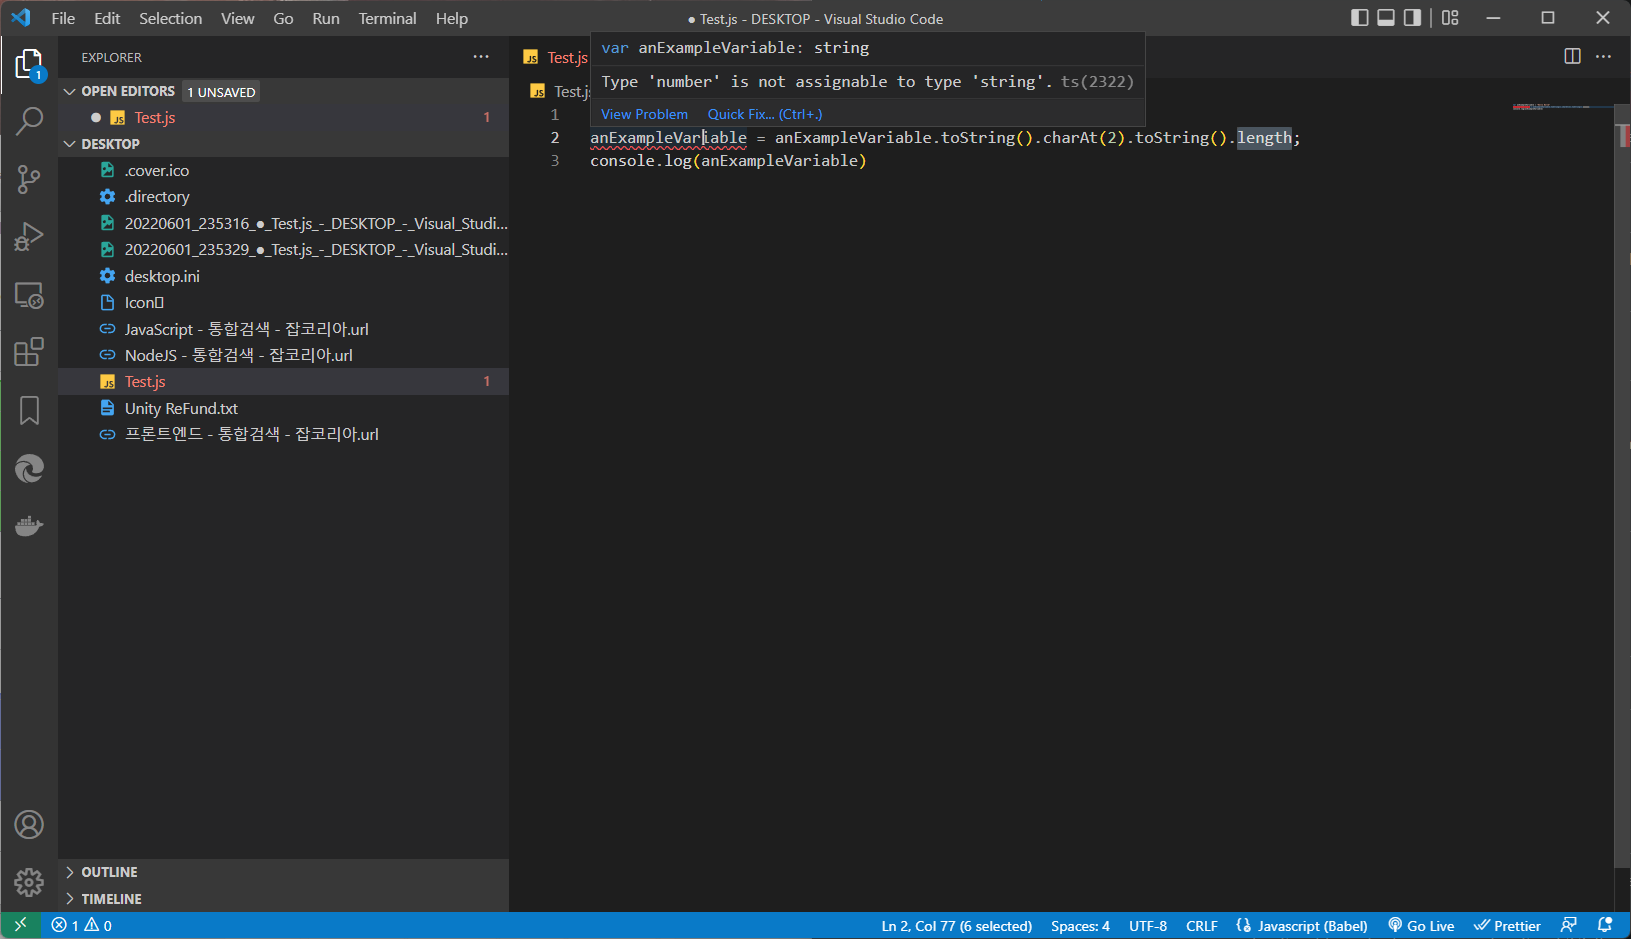 File Edit Selection View Go Run Terminal Help
● Test.js - DESKTOP - Visual Studio Code
1
EXPLORER ...
OPEN EDITORS 1 UNSAVED
● JS Test.js 1
DESKTOP
.cover.ico
.directory
20220601_235316_●_Test.js_-_DESKTOP_-_Visual_Studi...
20220601_235329_●_Test.js_-_DESKTOP_-_Visual_Studi...
desktop.ini
Icon
JavaScript - 통합검색 - 잡코리아.url
NodeJS - 통합검색 - 잡코리아.url
JS Test.js 1
Unity ReFund.txt
프론트엔드 - 통합검색 - 잡코리아.url
OUTLINE
TIMELINE
JS Test.js
JS Test.js
var anExampleVariable: string
Type 'number' is not assignable to type 'string'. ts(2322)
View Problem Quick Fix... (Ctrl+.)
1
2 anExampleVariable = anExampleVariable.toString().charAt(2).toString().length;
3 console.log(anExampleVariable)
1 0 Ln 2, Col 77 (6 selected) Spaces: 4 UTF-8 CRLF Javascript (Babel) Go Live Prettier